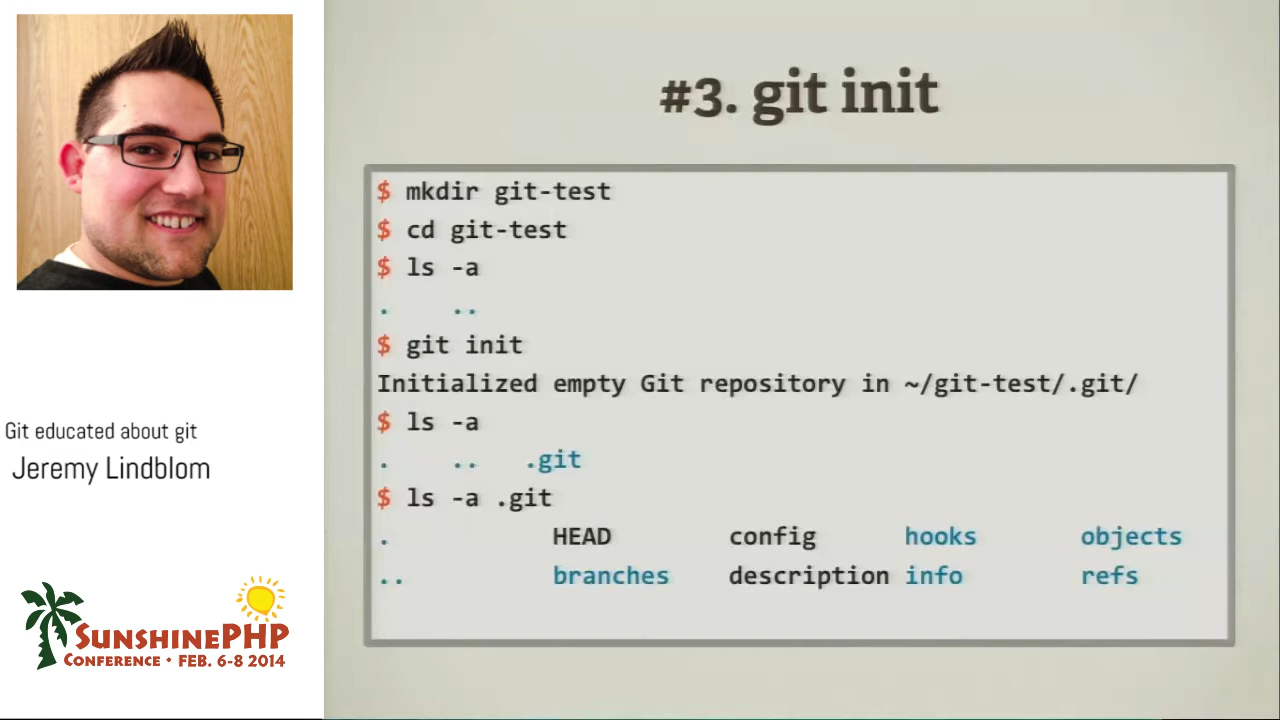 #3. git init
$ mkdir git-test
$ cd git-test
$ ls -a
. ..
$ git init
Initialized empty Git repository in ~/git-test/.git/
$ ls -a
. .. .git
$ ls -a .git
. HEAD config hooks objects
.. branches description info refs
Git educated about git
Jeremy Lindblom
SUNSHINEPHP
CONFERENCE • FEB. 6-8 2014